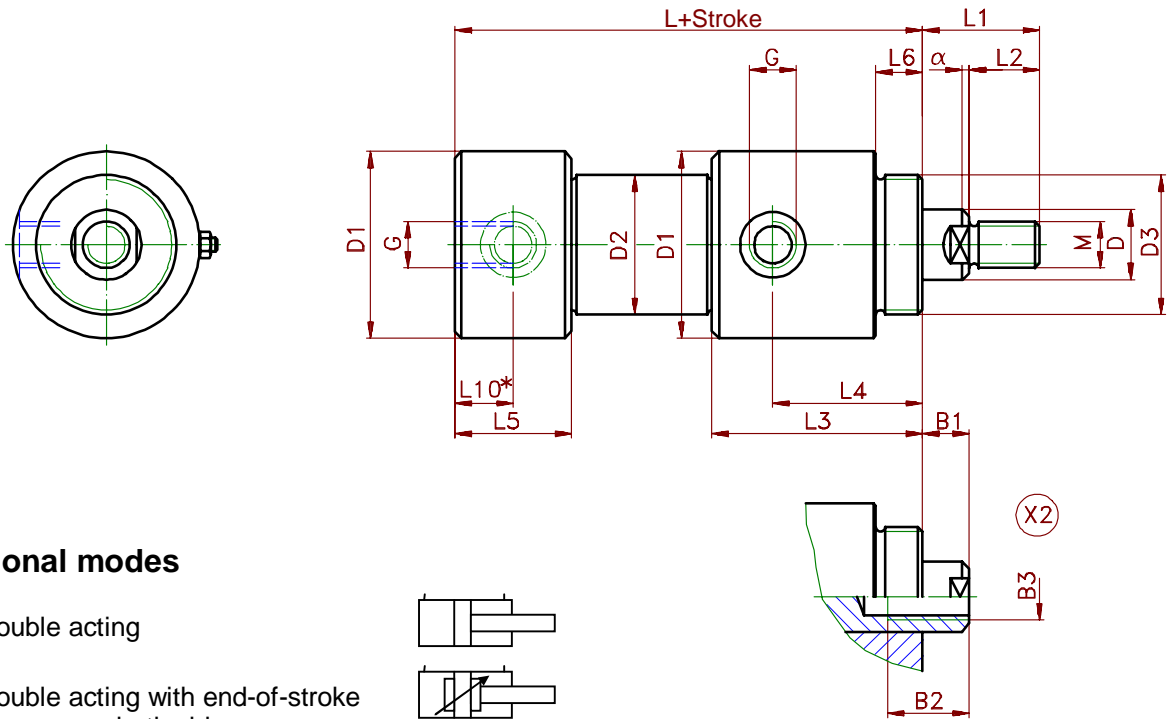 L+Stroke
L1
G
L6
α
L2
D1
G
D2
D1
M
D
D3
L10*
L5
L4
L3
B1
X2
B3
B2
onal modes
ouble acting
ouble acting with end-of-stroke